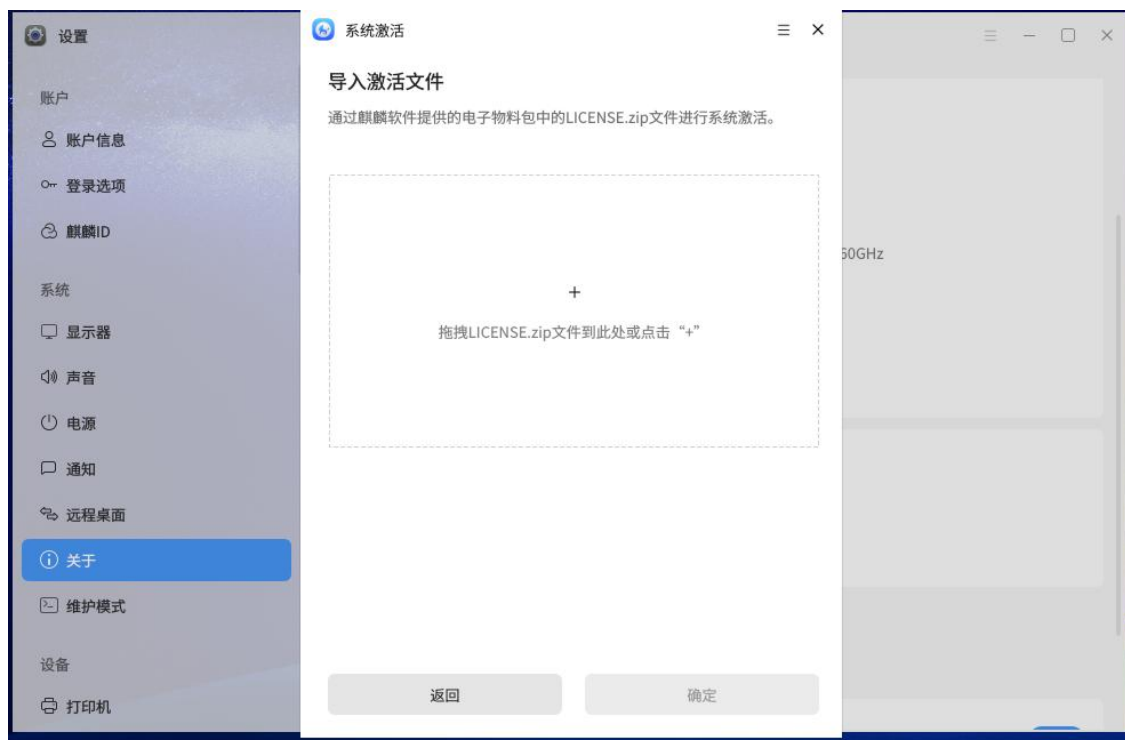 设置
账户
账户信息
登录选项
麒麟ID
系统
显示器
声音
电源
通知
远程桌面
关于
维护模式
设备
打印机
系统激活
导入激活文件
通过麒麟软件提供的电子物料包中的LICENSE.zip文件进行系统激活。
+
拖拽LICENSE.zip文件到此处或点击“+”
返回
确定
60GHz